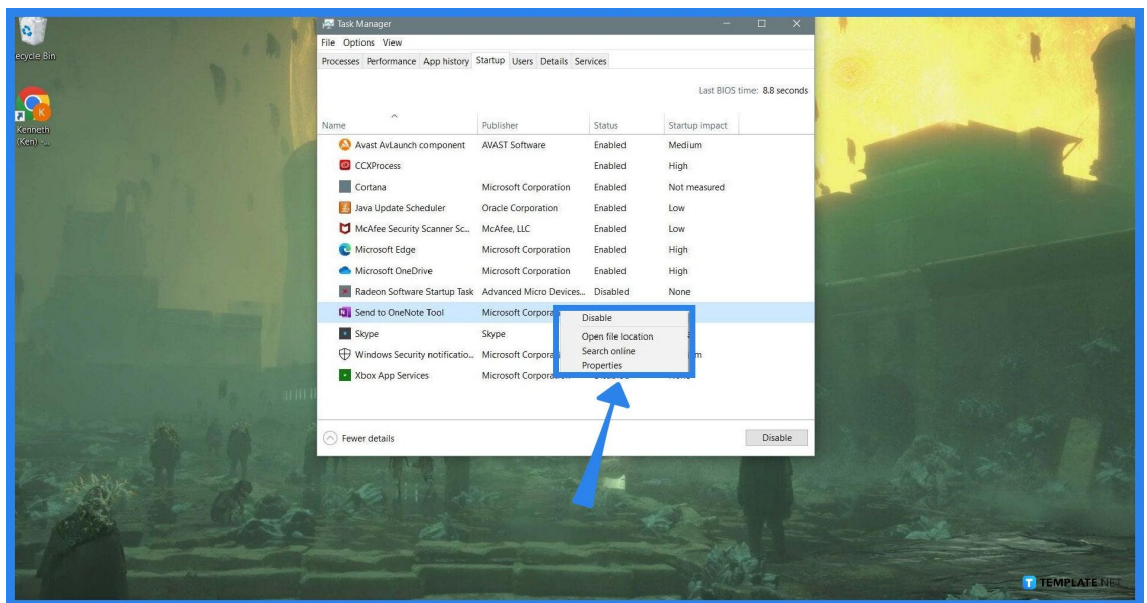 ecycle Bin
Kenneth
(Ken) -...
Task Manager
File Options View
Processes Performance App history Startup Users Details Services
Last BIOS time: 8.8 seconds
Name Publisher Status Startup impact
Avast AvLaunch component AVAST Software Enabled Medium
CCXProcess Enabled High
Cortana Microsoft Corporation Enabled Not measured
Java Update Scheduler Oracle Corporation Enabled Low
McAfee Security Scanner Sc... McAfee, LLC Enabled Low
Microsoft Edge Microsoft Corporation Enabled High
Microsoft OneDrive Microsoft Corporation Enabled High
Radeon Software Startup Task Advanced Micro Devices... Disabled None
Send to OneNote Tool Microsoft Corpora
Skype Skype
Windows Security notificatio... Microsoft Corpora
Xbox App Services Microsoft Corpora
Disable
Open file location
Search online
Properties
Fewer details Disable
T TEMPLATE.NET